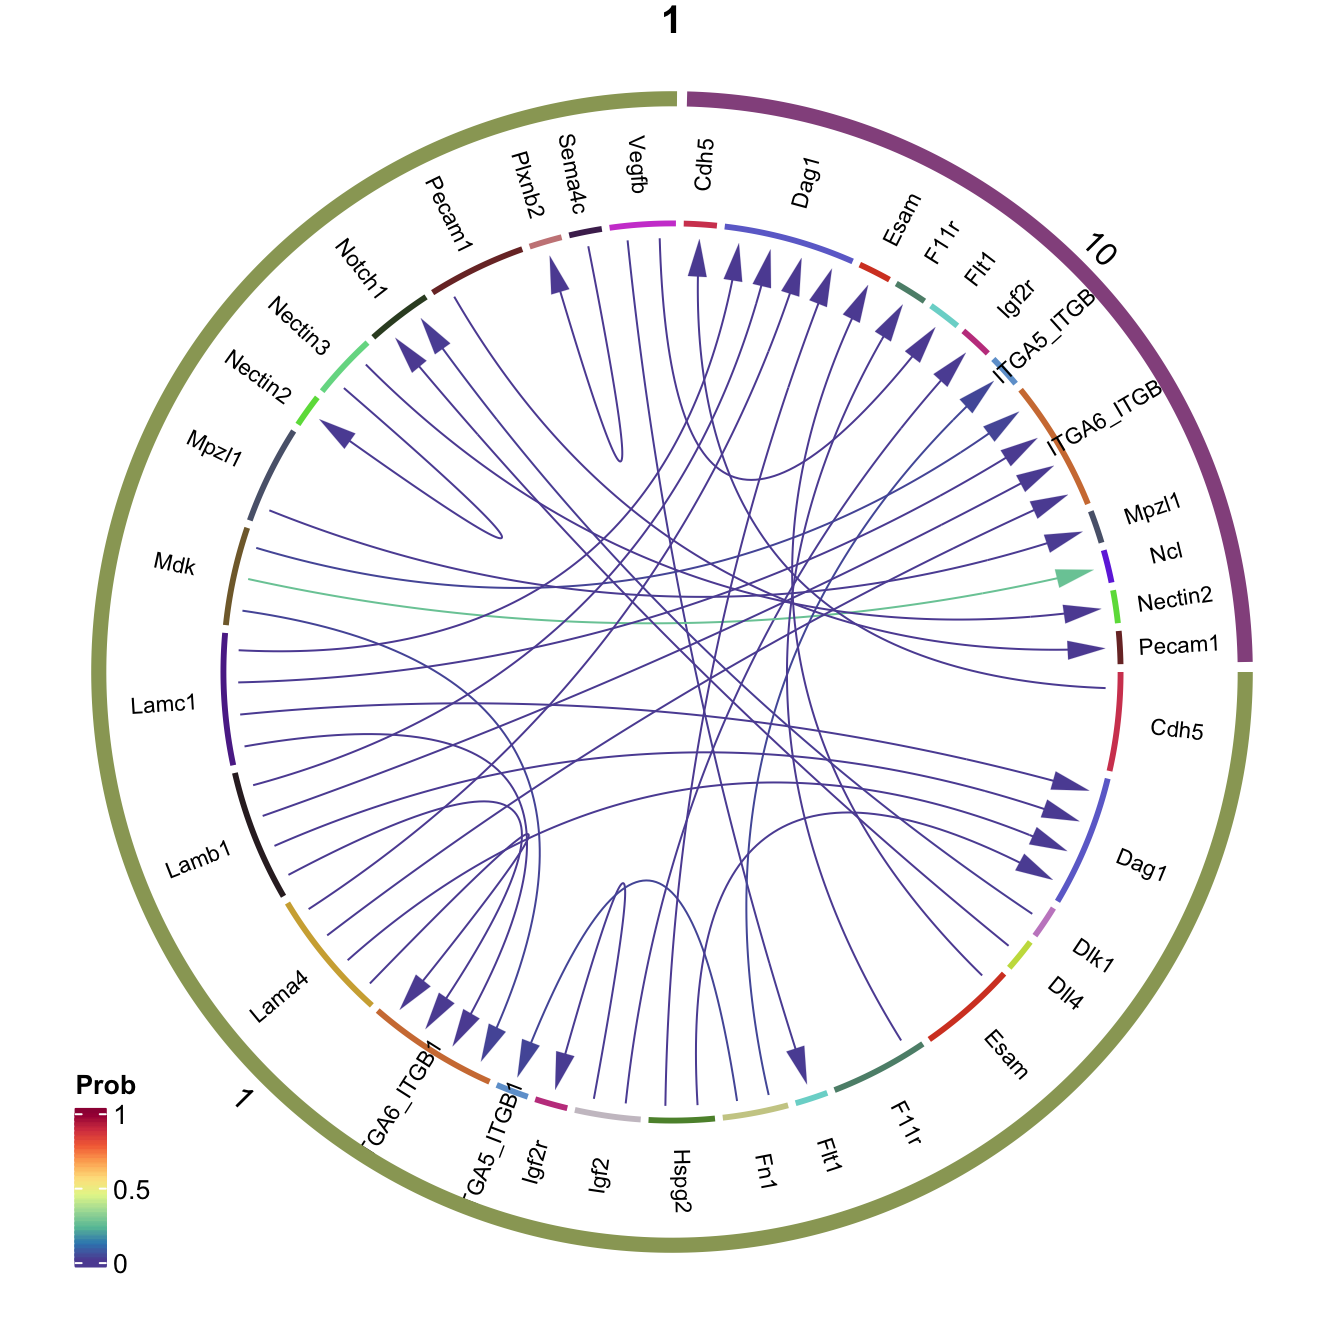 1
Cdh5
Dag1
Esam
F11r
Flt1
Igf2r
ITGA5_ITGB
ITGA6_ITGB
Mpzl1
Ncl
Nectin2
Pecam1
10
Cdh5
Dag1
Dlk1
Dll4
Esam
F11r
Flt1
Fn1
Hspg2
Igf2
Igf2r
GA5_ITGB1
GA6_ITGB1
Lama4
Lamb1
Lamc1
Mdk
Mpzl1
Nectin2
Nectin3
Notch1
Pecam1
Plxnb2
Sema4c
Vegfb
1
Prob
1
0.5
0